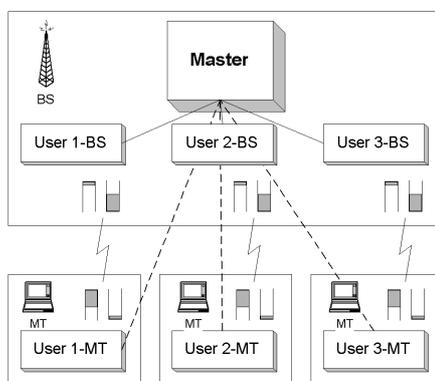 Master
BS
User 1-BS
User 2-BS
User 3-BS
MT
MT
MT
User 1-MT
User 2-MT
User 3-MT